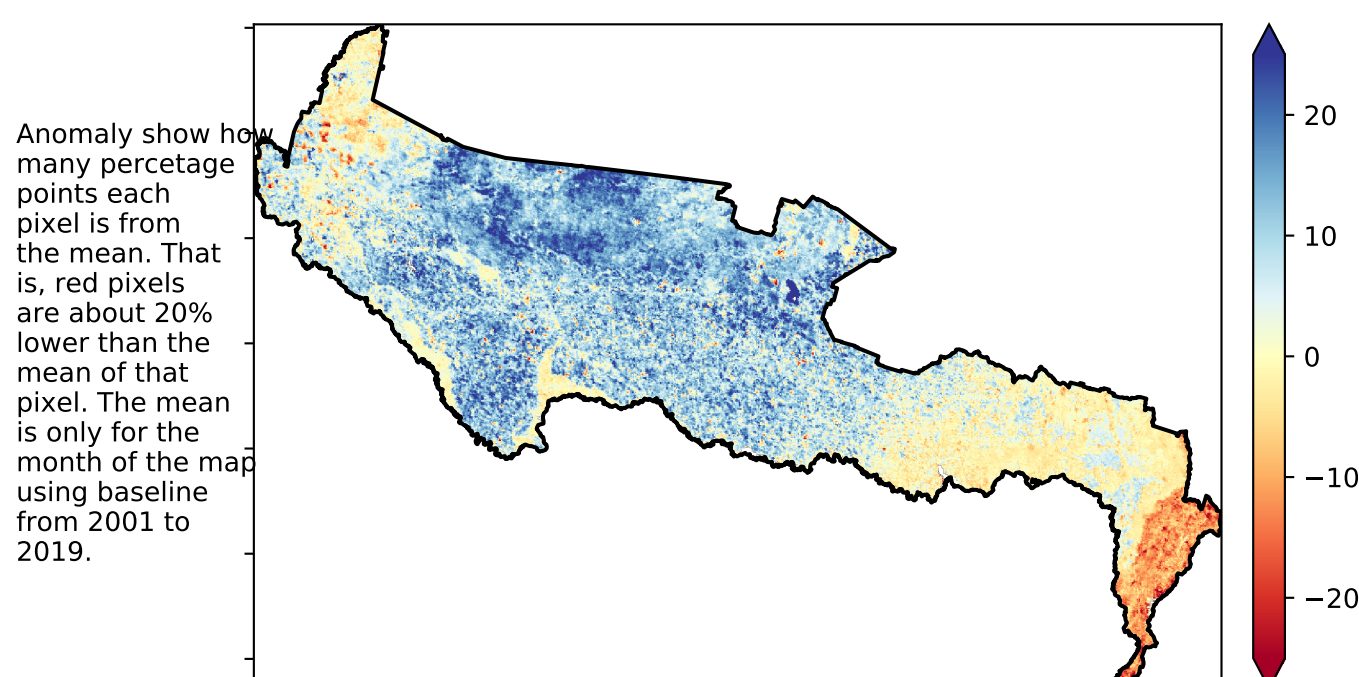 Anomaly show how
many percetage
points each
pixel is from
the mean. That
is, red pixels
are about 20%
lower than the
mean of that
pixel. The mean
is only for the
month of the map
using baseline
from 2001 to
2019.
20
10
0
−10
−20